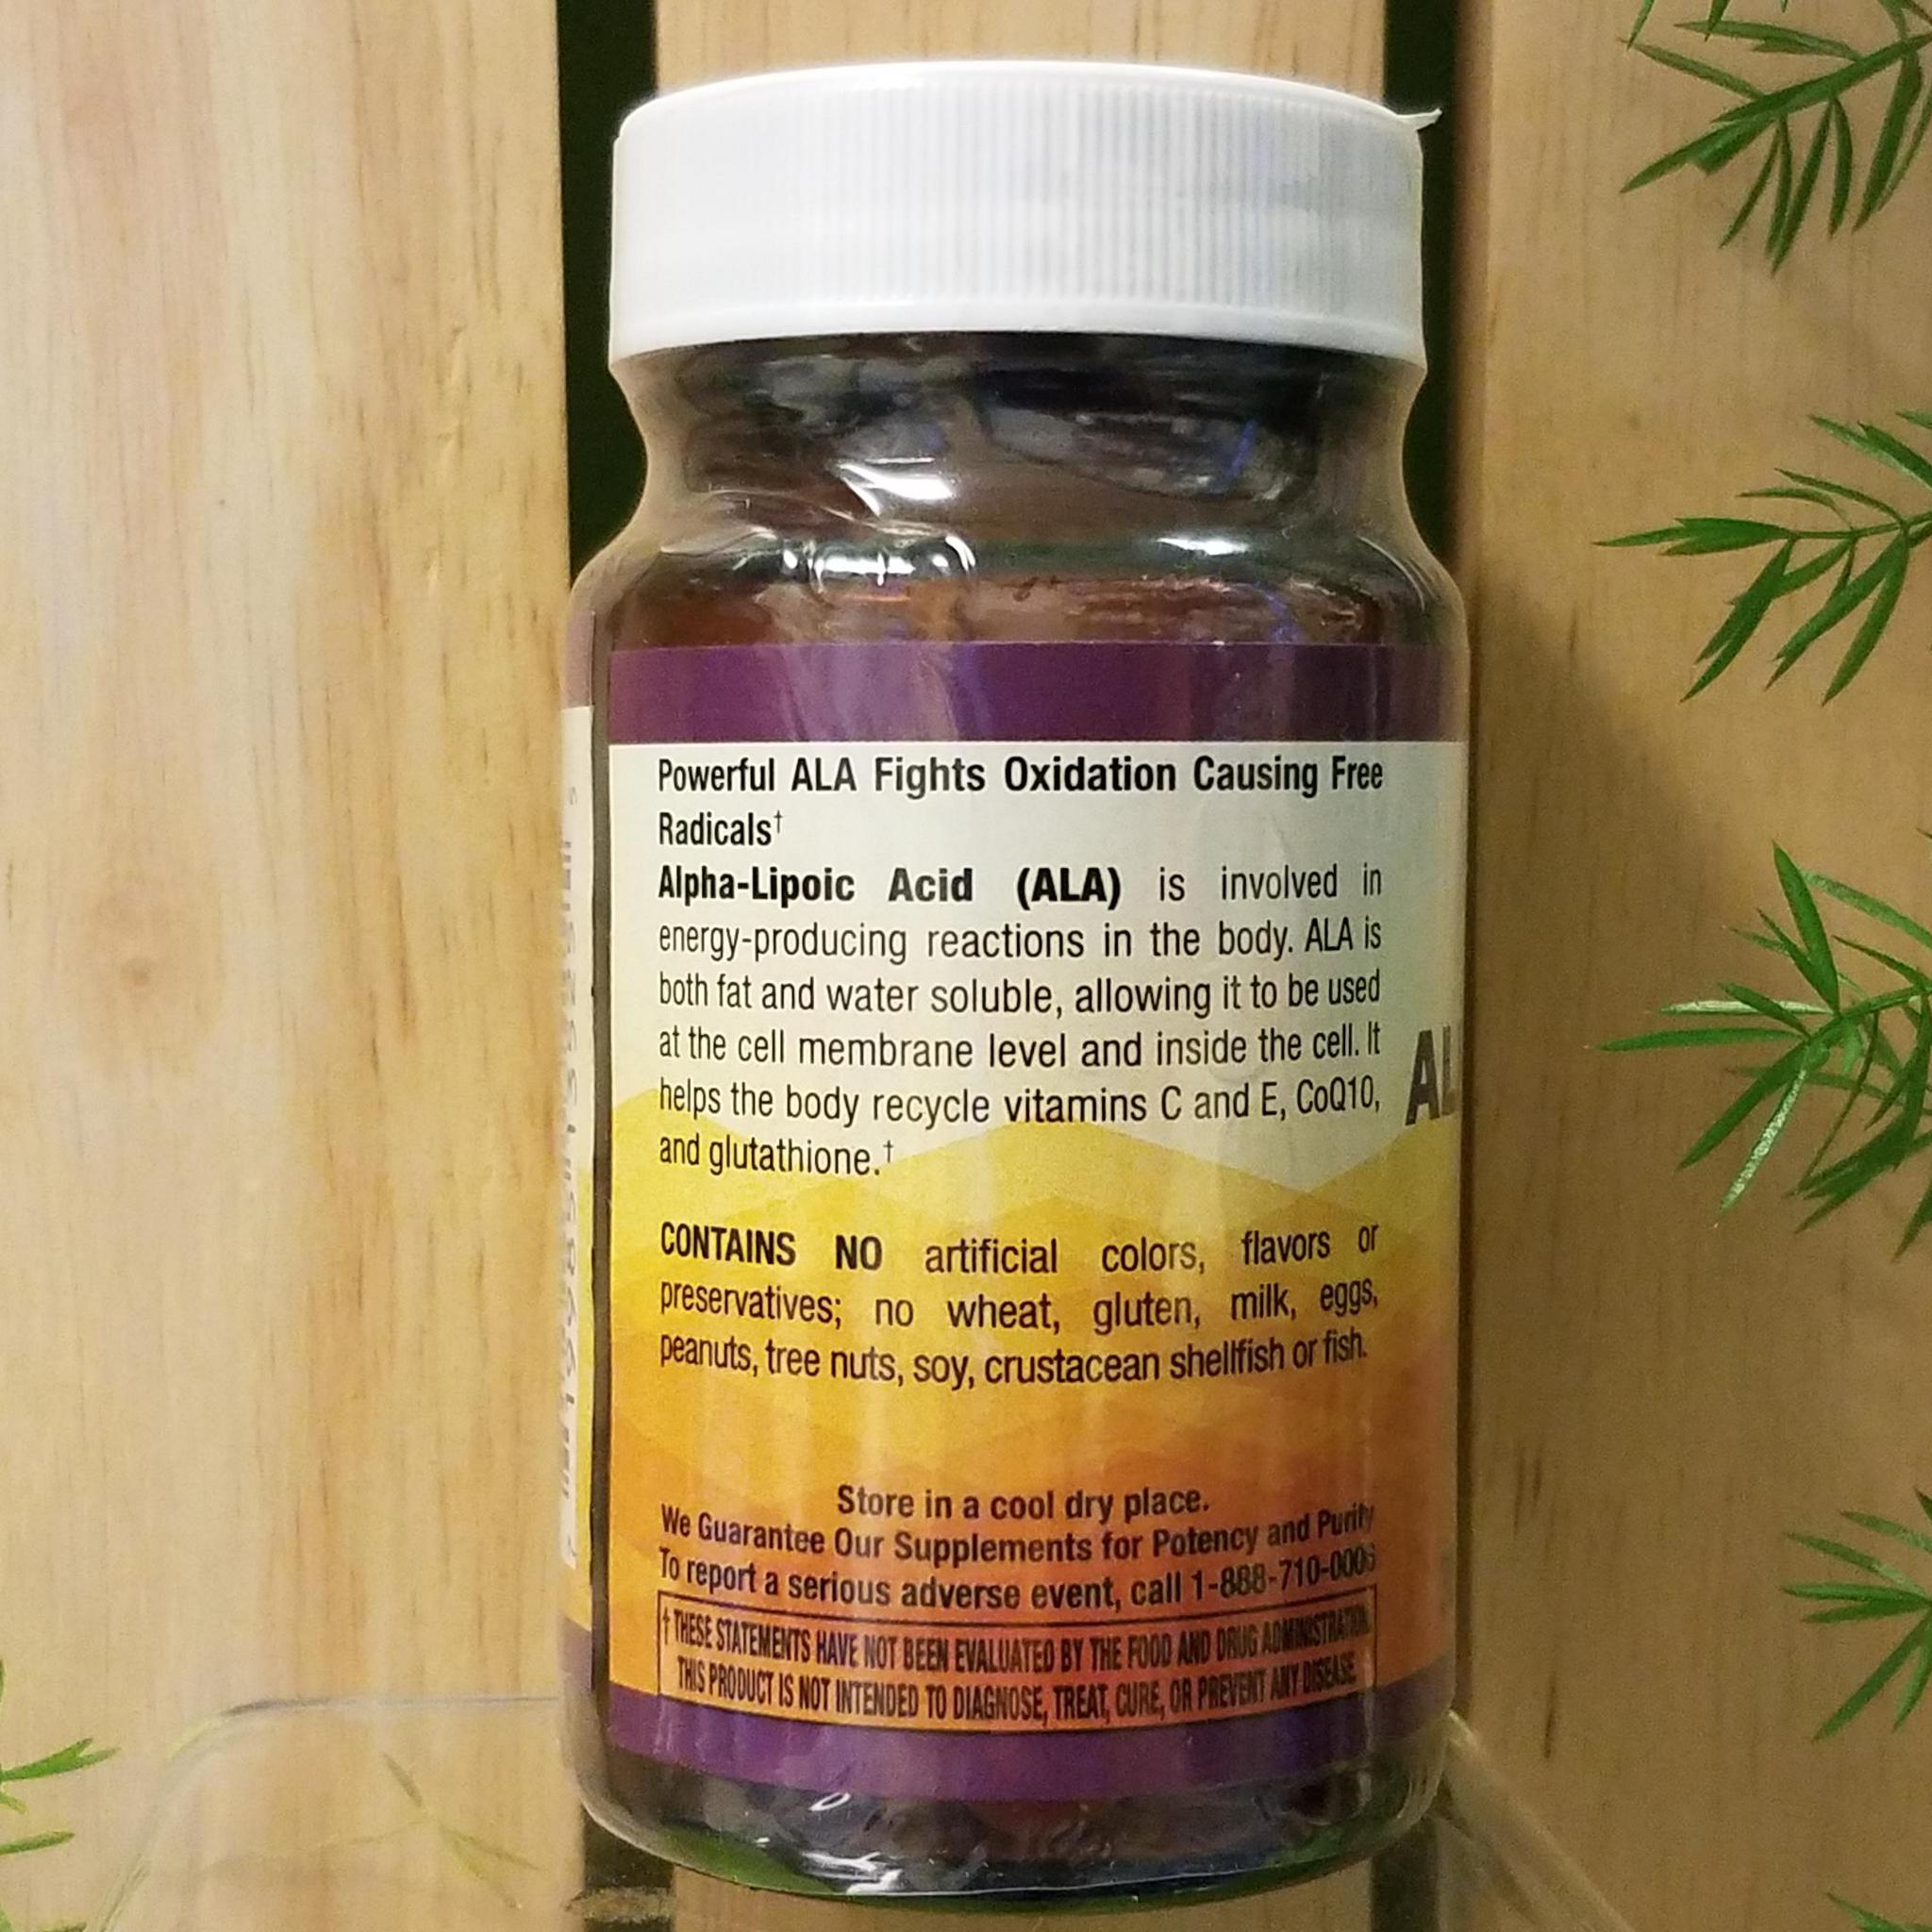 Powerful ALA Fights Oxidation Causing Free
Radicals†
Alpha-Lipoic Acid (ALA) is involved in
energy-producing reactions in the body. ALA is
both fat and water soluble, allowing it to be used
at the cell membrane level and inside the cell. It
helps the body recycle vitamins C and E, CoQ10,
and glutathione.†
CONTAINS NO artificial colors, flavors or
preservatives; no wheat, gluten, milk, eggs,
peanuts, tree nuts, soy, crustacean shellfish or fish.
Store in a cool dry place.
We Guarantee Our Supplements for Potency and Purity
To report a serious adverse event, call 1-888-710-0006
† THESE STATEMENTS HAVE NOT BEEN EVALUATED BY THE FOOD AND DRUG ADMINISTRATION.
THIS PRODUCT IS NOT INTENDED TO DIAGNOSE, TREAT, CURE, OR PREVENT ANY DISEASE.
AL